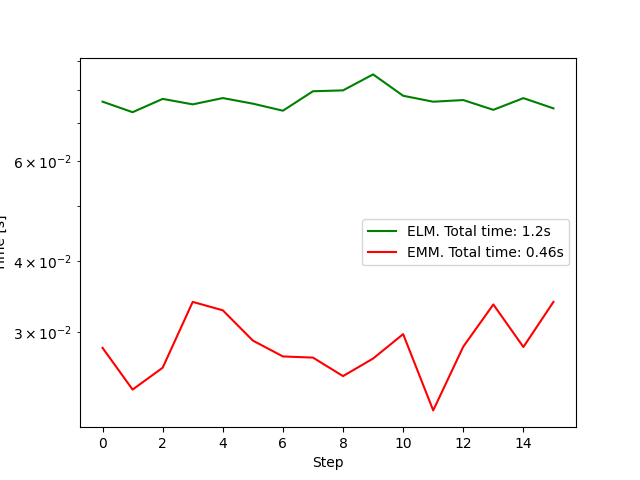 6 × 10⁻²
4 × 10⁻²
3 × 10⁻²
Time [s]
ELM. Total time: 1.2s
EMM. Total time: 0.46s
0 2 4 6 8 10 12 14
Step